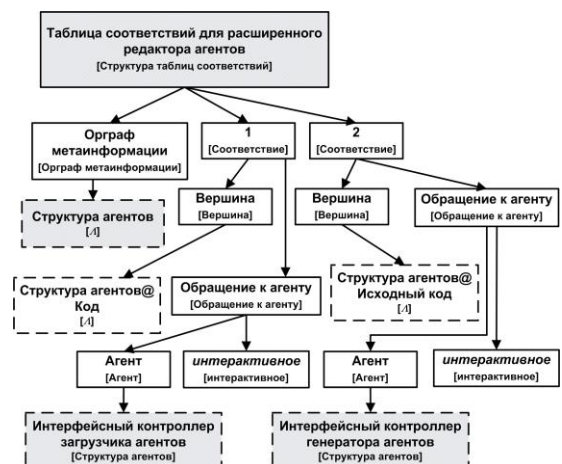 Таблица соответствий для расширенного
редактора агентов
[Структура таблиц соответствий]
Орграф
метаинформации
[Орграф метаинформации]
1
[Соответствие]
2
[Соответствие]
Структура агентов
[Л]
Вершина
[Вершина]
Вершина
[Вершина]
Обращение к агенту
[Обращение к агенту]
Структура агентов@
Код
[Л]
Обращение к агенту
[Обращение к агенту]
Структура агентов@
Исходный код
[Л]
Агент
[Агент]
интерактивное
[интерактивное]
Агент
[Агент]
интерактивное
[интерактивное]
Интерфейсный контроллер
загрузчика агентов
[Структура агентов]
Интерфейсный контроллер
генератора агентов
[Структура агентов]